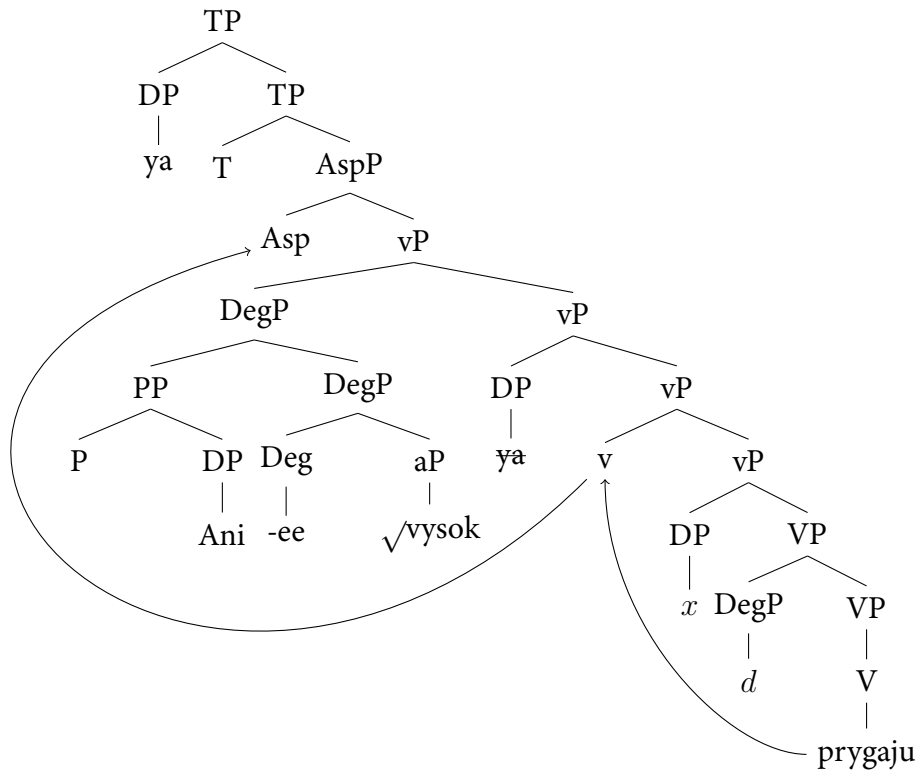 TP
DP TP
ya T AspP
Asp vP
DegP vP
PP DegP DP vP
P DP Deg aP ya v vP
Ani -ee √vysok DP VP
x DegP VP
d V
prygaju